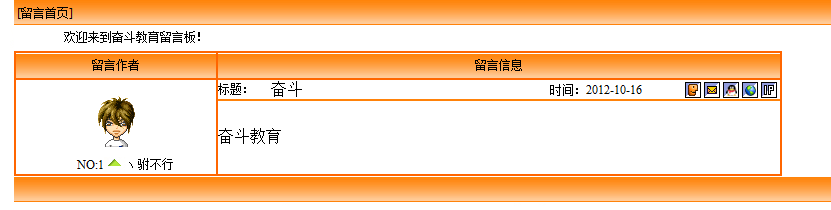 [留言首页]
欢迎来到奋斗教育留言板!
留言作者 留言信息
标题: 奋斗 时间: 2012-10-16
奋斗教育
NO:1 ヽ驸不行